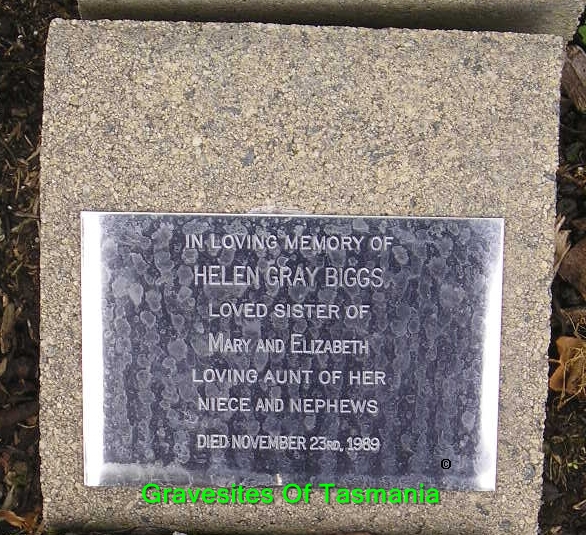 IN LOVING MEMORY OF
HELEN GRAY BIGGS
LOVED SISTER OF
MARY AND ELIZABETH
LOVING AUNT OF HER
NIECE AND NEPHEWS
DIED NOVEMBER 23RD, 1989
©
Gravesites Of Tasmania